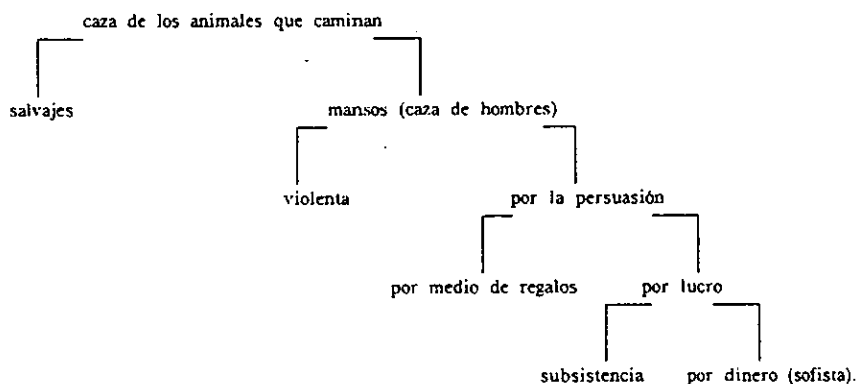 caza de los animales que caminan
salvajes mansos (caza de hombres)
violenta por la persuasión
por medio de regalos por lucro
subsistencia por dinero (sofista).